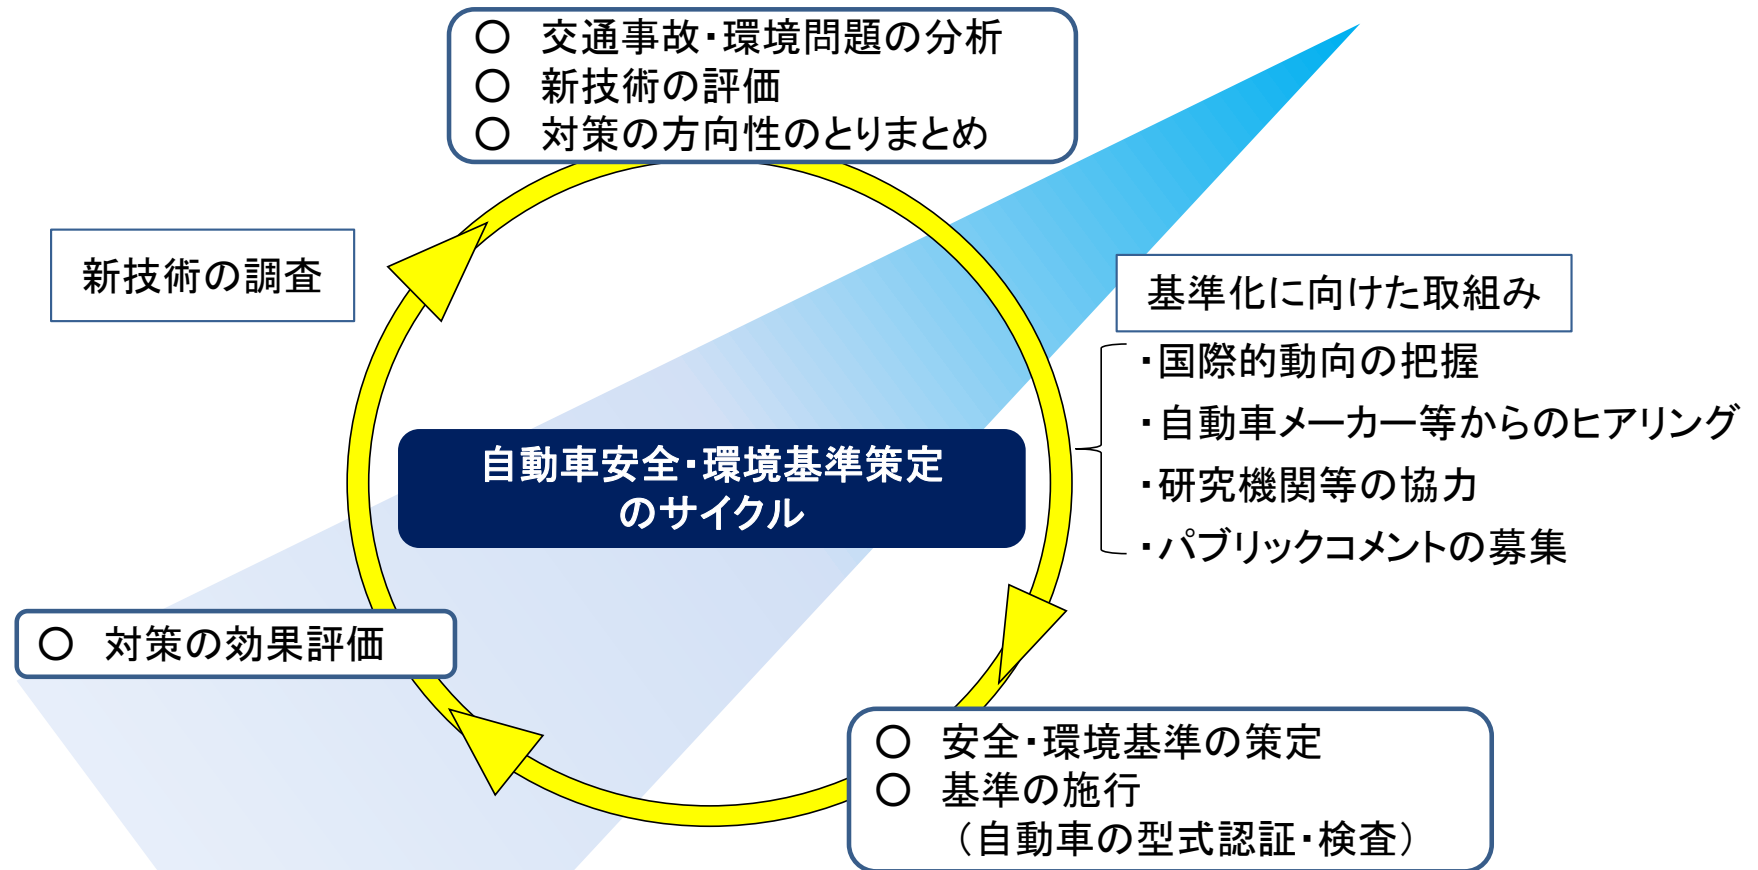 ○ 交通事故・環境問題の分析
○ 新技術の評価
○ 対策の方向性のとりまとめ
新技術の調査
基準化に向けた取組み
・国際的動向の把握
・自動車メーカー等からのヒアリング
・研究機関等の協力
・パブリックコメントの募集
自動車安全・環境基準策定
のサイクル
○ 対策の効果評価
○ 安全・環境基準の策定
○ 基準の施行
（自動車の型式認証・検査）